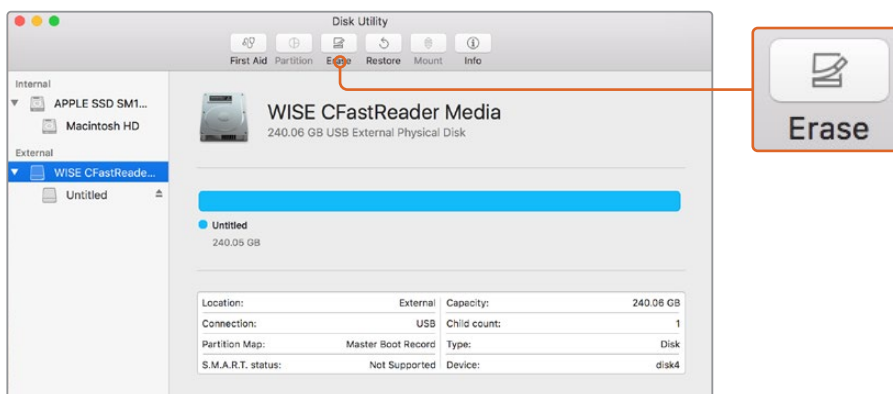 Disk Utility
First Aid Partition Erase Restore Mount Info
Erase
Internal
APPLE SSD SM1...
Macintosh HD
External
WISE CFastReade...
Untitled
WISE CFastReader Media
240.06 GB USB External Physical Disk
Untitled
240.05 GB
Location: External Capacity: 240.06 GB
Connection: USB Child count: 1
Partition Map: Master Boot Record Type: Disk
S.M.A.R.T. status: Not Supported Device: disk4